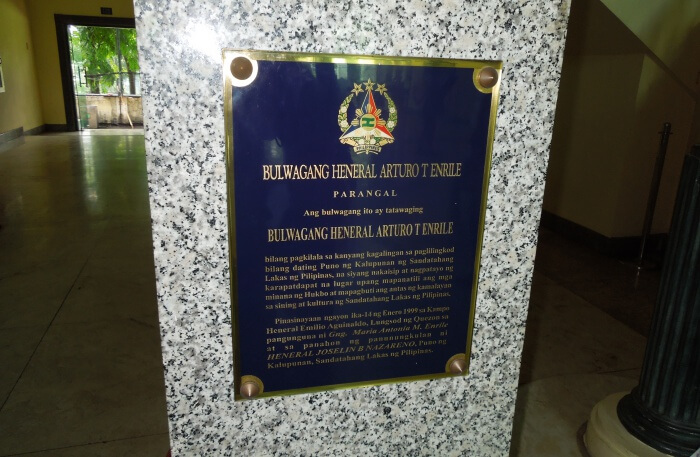 BULWAGANG HENERAL ARTURO T ENRILE
PARANGAL
Ang bulwagang ito ay tatawaging
BULWAGANG HENERAL ARTURO T ENRILE
bilang pagkilala sa kanyang kagalingan sa paglilingkod
bilang dating Puno ng Kalupunan ng Sandatahang
Lakas ng Pilipinas, na siyang nakaisip at nagpatayo ng
karapatdapat na lugar upang mapanatili ang mga
minana ng Hukbo at mapagbuti ang antas ng kamalayan
sa sining at kultura ng Sandatahang Lakas ng Pilipinas.
Pinasinayaan ngayon ika-14 ng Enero 1999 sa Kampo
Heneral Emilio Aguinaldo, Lungsod ng Quezon sa
pangunguna ni Gng. Maria Antonia M. Enrile
at sa panahon ng panunungkulan ni
HENERAL JOSELIN B NAZARENO, Puno ng
Kalupunan, Sandatahang Lakas ng Pilipinas.